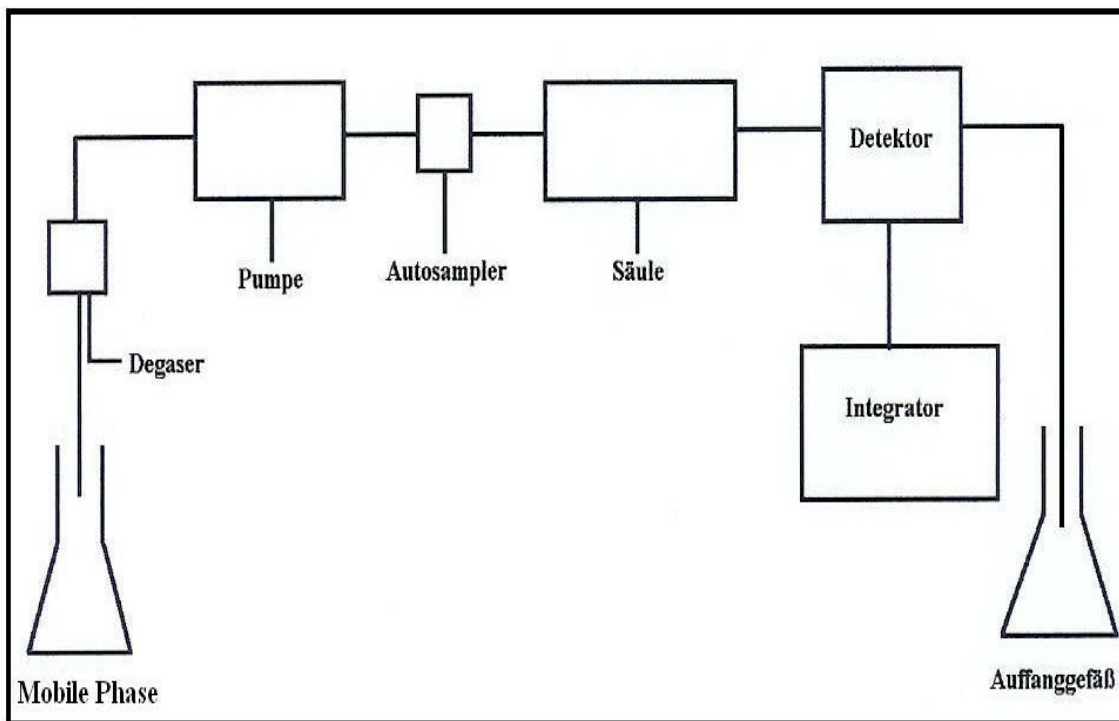 Detektor
Pumpe
Autosampler
Säule
Degaser
Integrator
Mobile Phase
Auffanggefäß